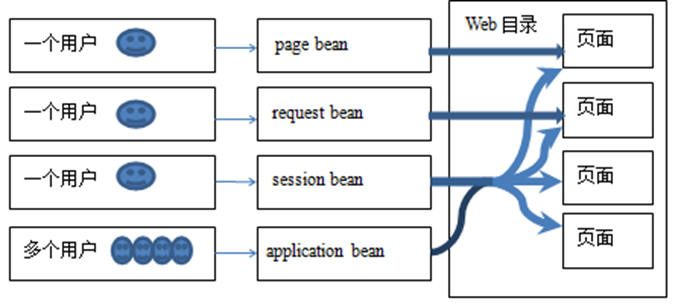 Web 目录
一个用户
page bean
页面
一个用户
request bean
页面
一个用户
session bean
页面
多个用户
application bean
页面